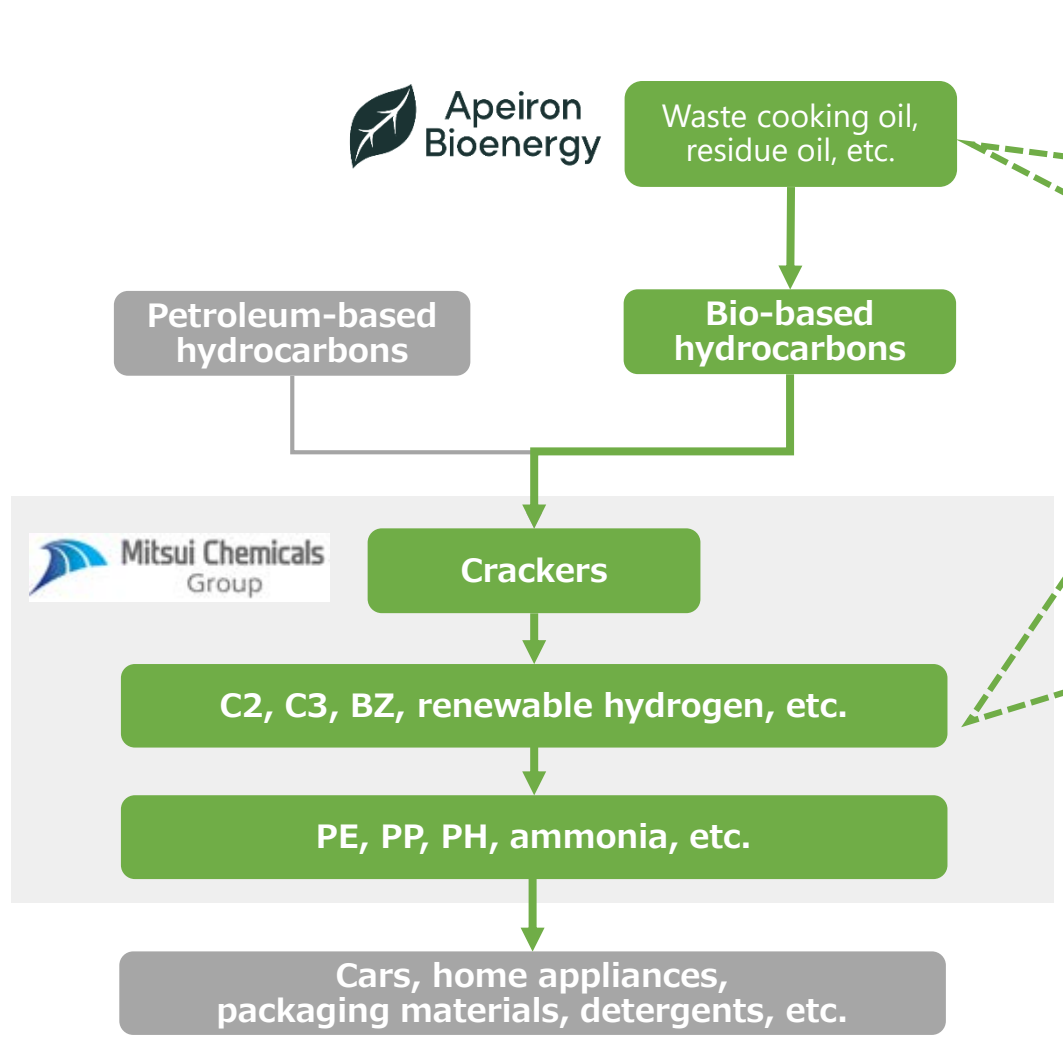 Apeiron
Bioenergy
Waste cooking oil,
residue oil, etc.
Petroleum-based
hydrocarbons
Bio-based
hydrocarbons
Mitsui Chemicals
Group
Crackers
C2, C3, BZ, renewable hydrogen, etc.
PE, PP, PH, ammonia, etc.
Cars, home appliances,
packaging materials, detergents, etc.